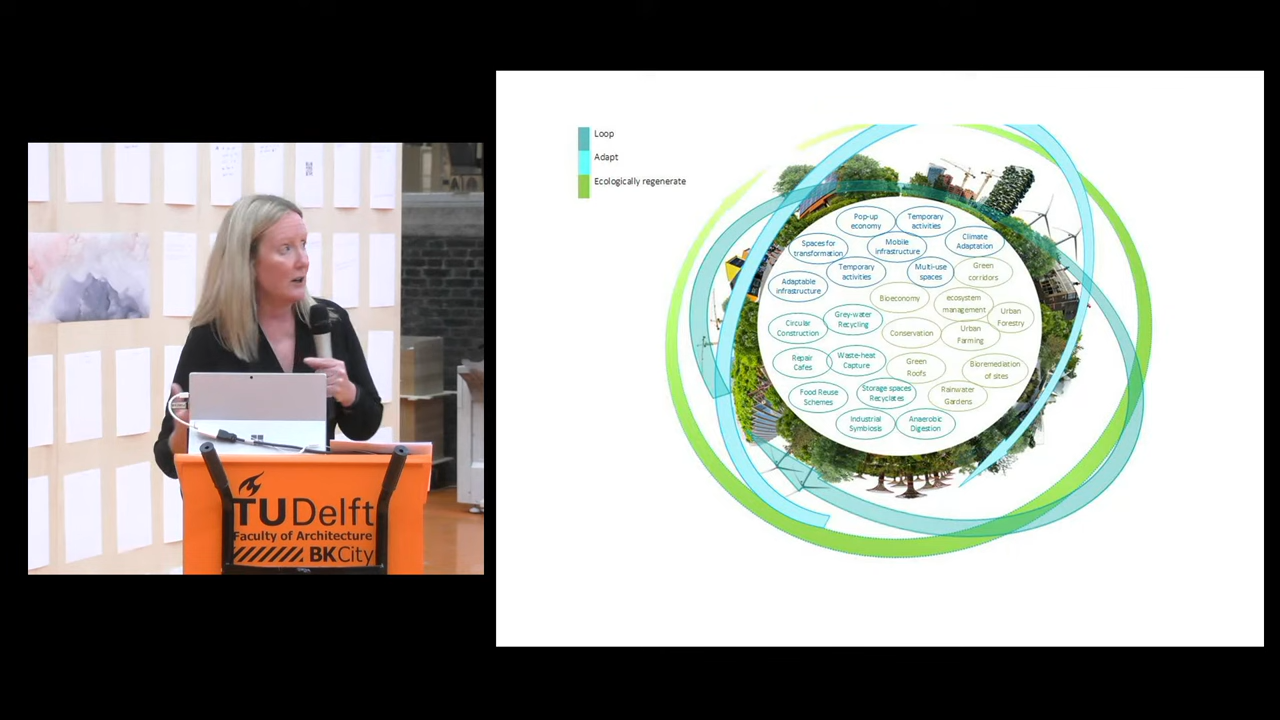 Loop
Adapt
Ecologically regenerate
Pop-up
economy
Temporary
activities
Spaces for
transformation
Mobile
infrastructure
Climate
Adaptation
Temporary
activities
Multi-use
spaces
Green
corridors
Adaptable
infrastructure
Bioeconomy
ecosystem
management
Urban
Forestry
Circular
Construction
Grey-water
Recycling
Conservation
Urban
Farming
Repair
Cafes
Waste-heat
Capture
Green
Roofs
Bioremediation
of sites
Food Reuse
Schemes
Storage spaces
Recyclates
Rainwater
Gardens
Industrial
Symbiosis
Anaerobic
Digestion
TU Delft
Faculty of Architecture
BK City